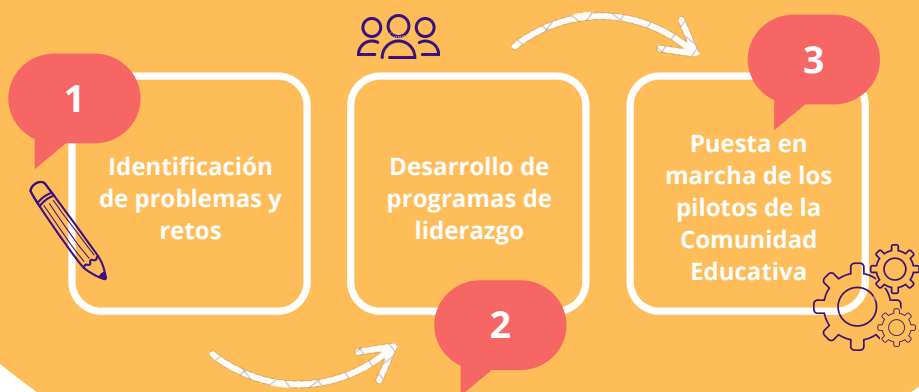 1
Identificación
de problemas y
retos
2
Desarrollo de
programas de
liderazgo
3
Puesta en
marcha de los
pilotos de la
Comunidad
Educativa